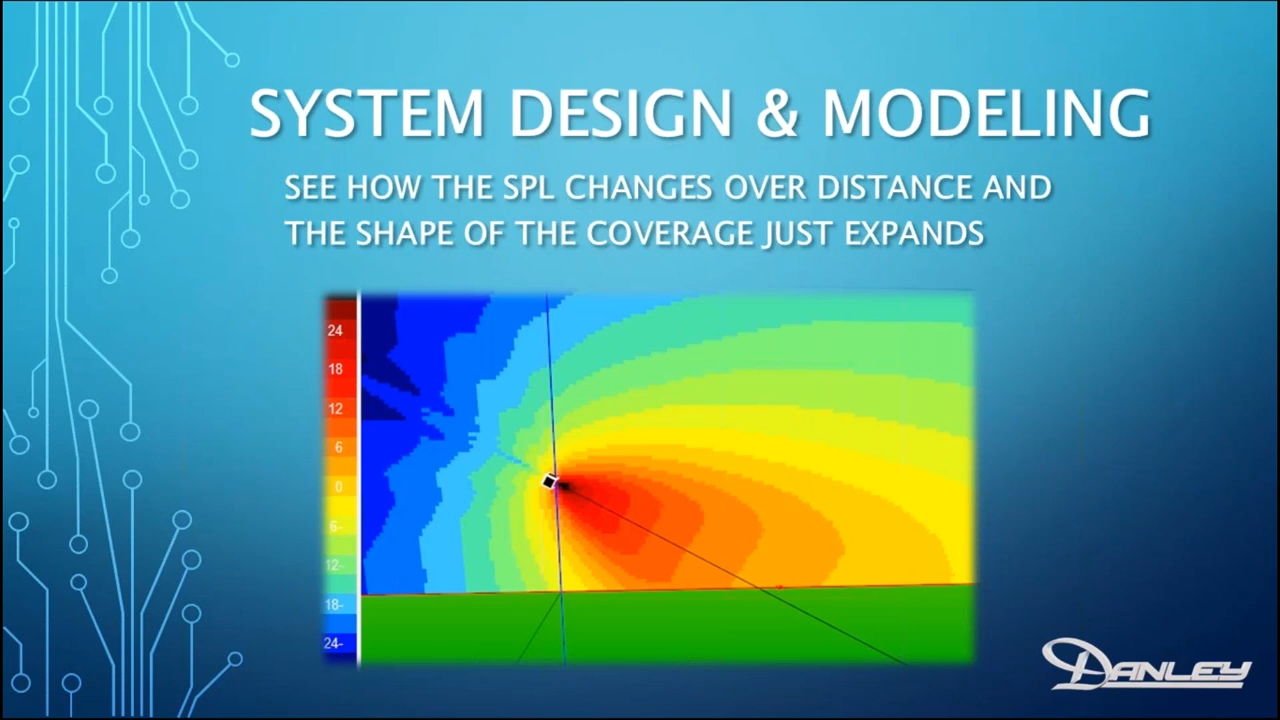 SYSTEM DESIGN & MODELING
SEE HOW THE SPL CHANGES OVER DISTANCE AND
THE SHAPE OF THE COVERAGE JUST EXPANDS
24
18
12
6
0
6-
12-
18-
24-
DANLEY